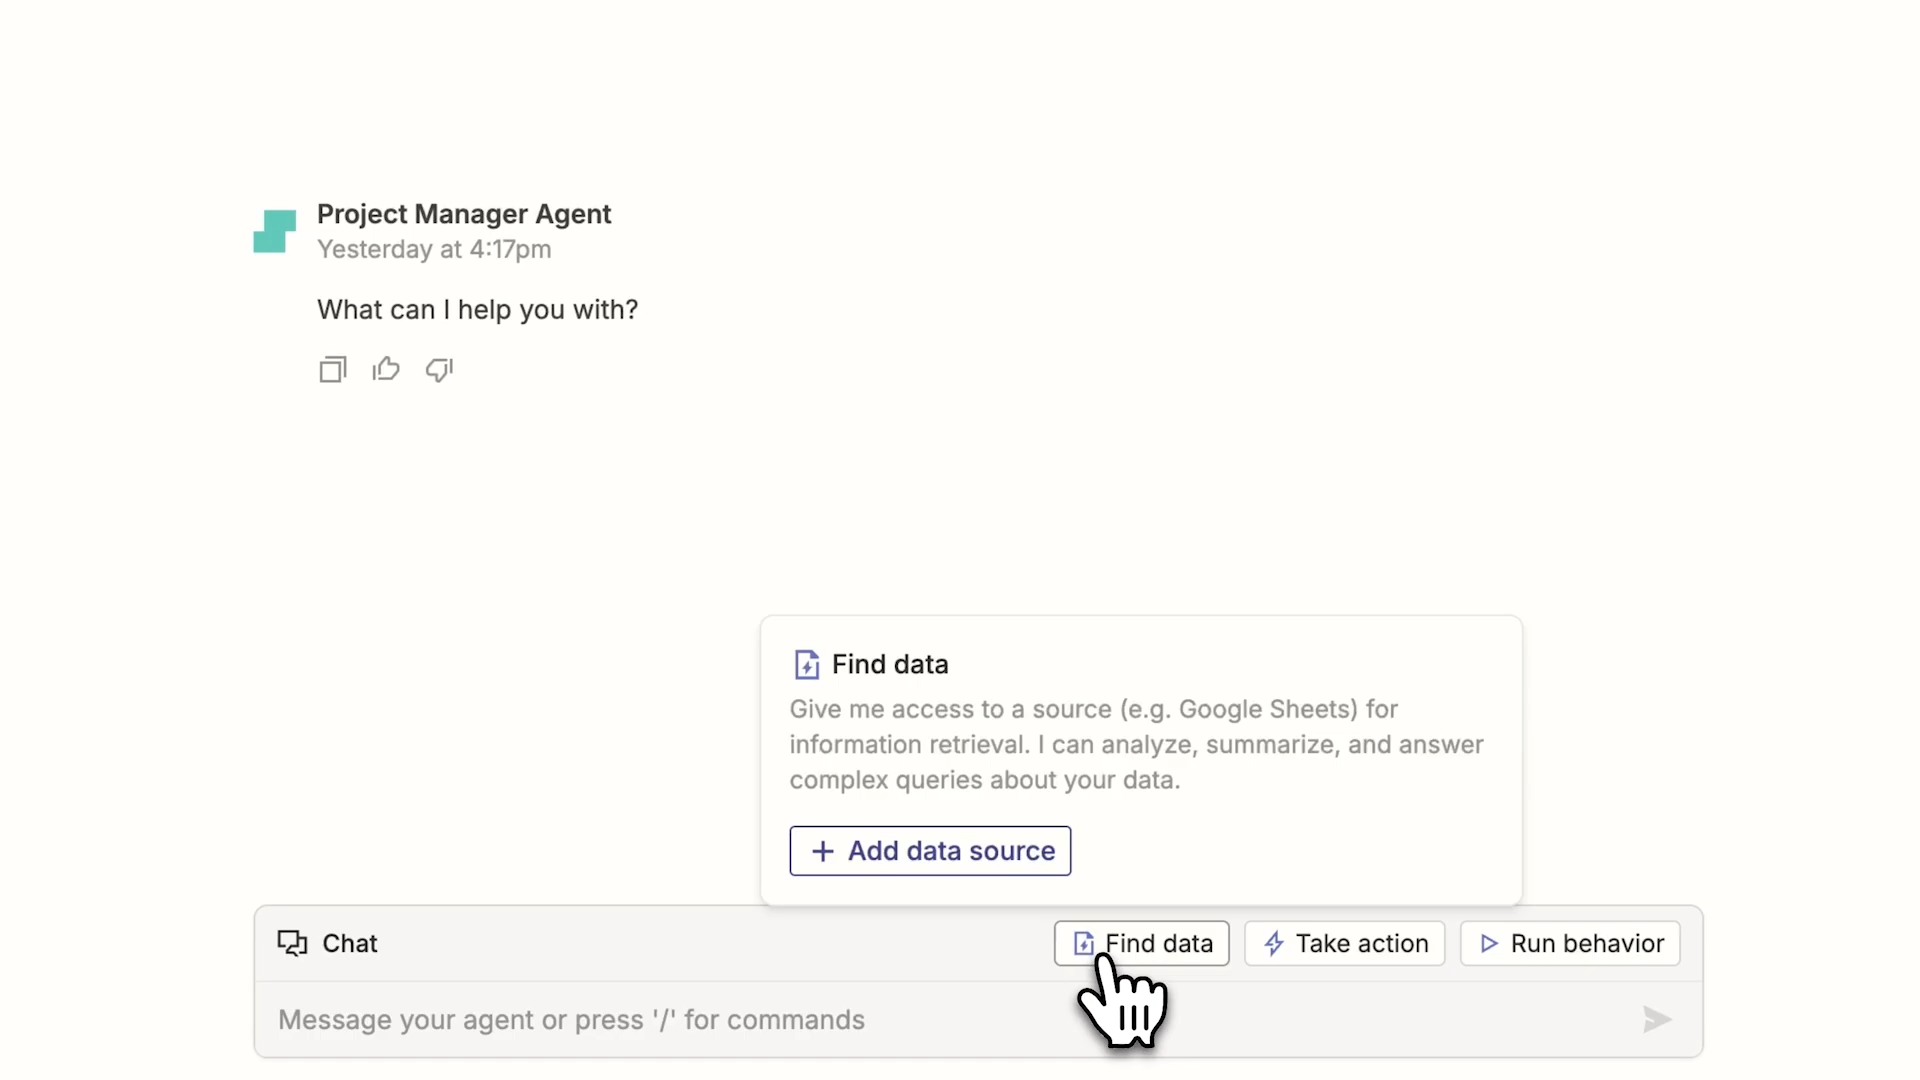 Project Manager Agent
Yesterday at 4:17pm
What can I help you with?
Find data
Give me access to a source (e.g. Google Sheets) for
information retrieval. I can analyze, summarize, and answer
complex queries about your data.
+ Add data source
Chat
Find data
Take action
Run behavior
Message your agent or press '/' for commands